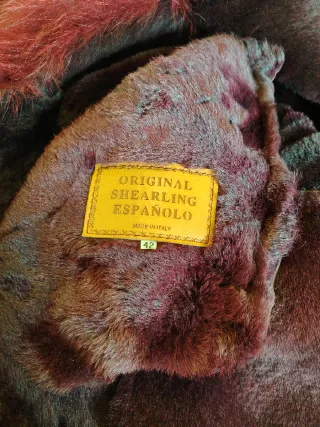 ORIGINAL
SHEARLING
ESPAÑOLO
MADE IN ITALY
42